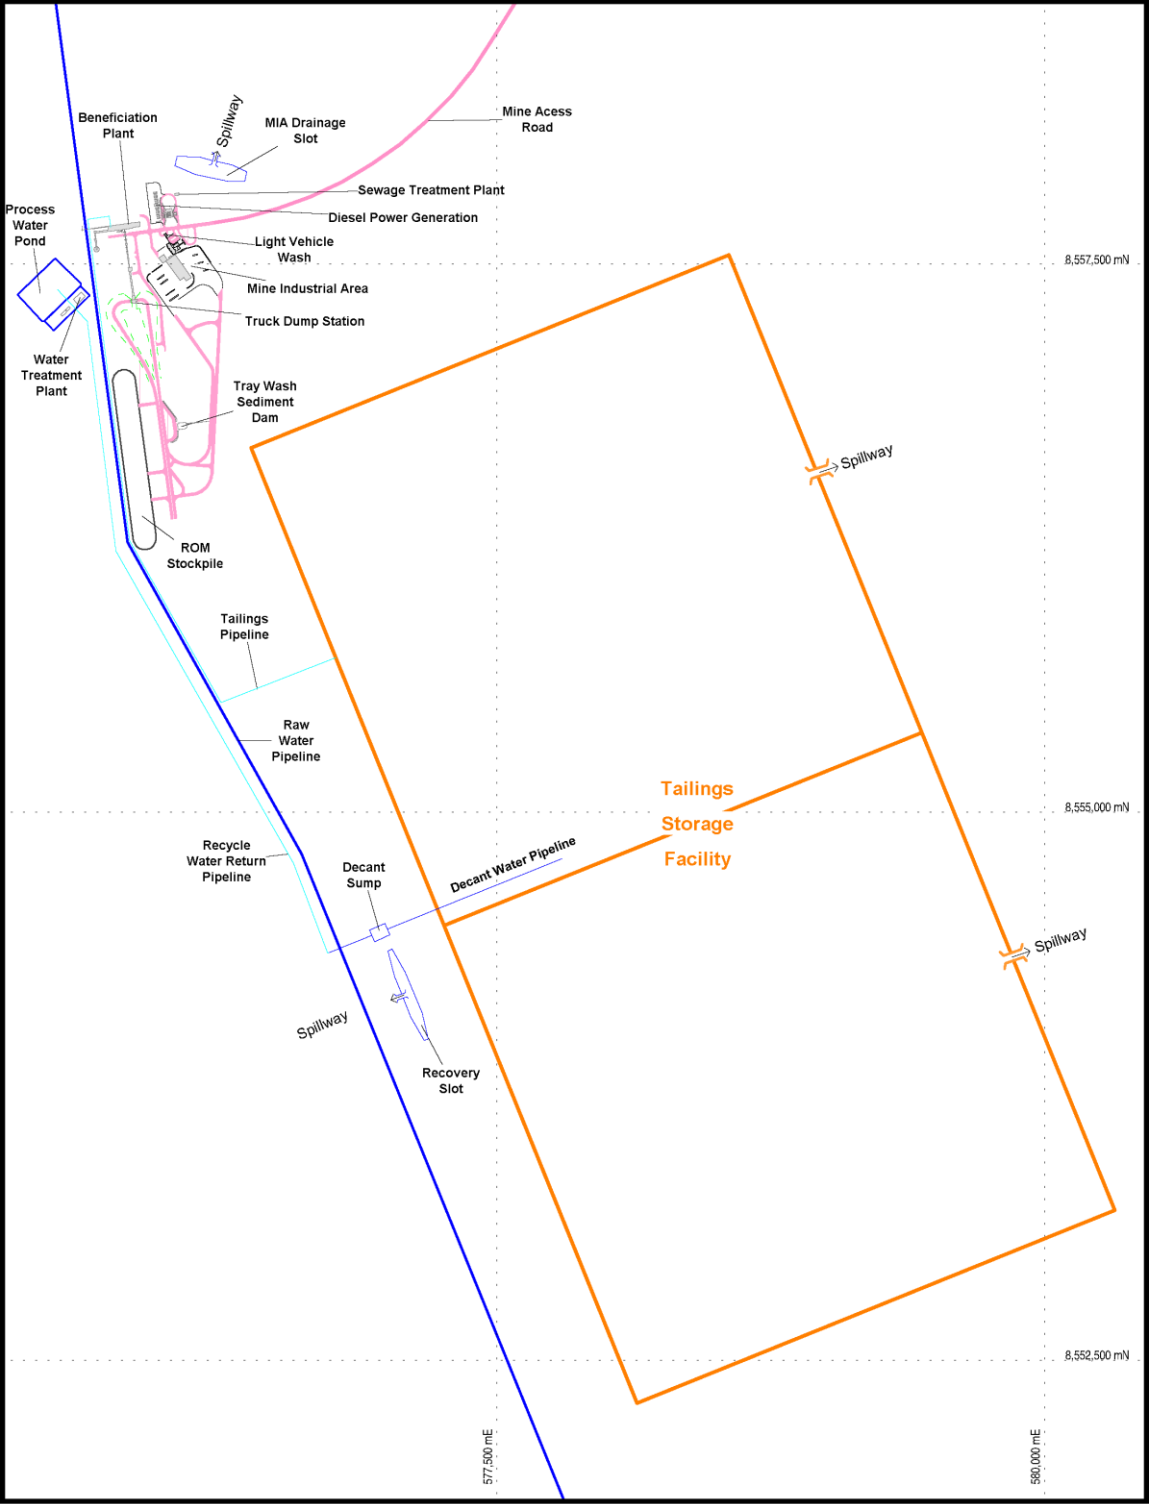 Mine Acess
Road
Spillway
Beneficiation
Plant
MIA Drainage
Slot
Sewage Treatment Plant
Process
Water
Pond
Diesel Power Generation
Light Vehicle
Wash
8,557,500 mN
Mine Industrial Area
Truck Dump Station
Water
Treatment
Plant
Tray Wash
Sediment
Dam
Spillway
ROM
Stockpile
Tailings
Pipeline
Raw
Water
Pipeline
Tailings
Storage
Facility
8,555,000 mN
Recycle
Water Return
Pipeline
Decant
Sump
Decant Water Pipeline
Spillway
Spillway
Recovery
Slot
8,552,500 mN
577,500 mE
580,000 mE